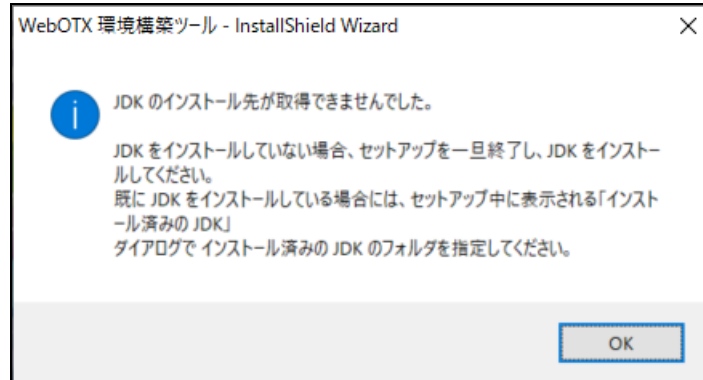 WebOTX 環境構築ツール - InstallShield Wizard
JDK のインストール先が取得できませんでした。
JDK をインストールしていない場合、セットアップを一旦終了し、JDK をインストー
ルしてください。
既に JDK をインストールしている場合には、セットアップ中に表示される「インスト
ール済みの JDK」
ダイアログで インストール済みの JDK のフォルダを指定してください。
OK